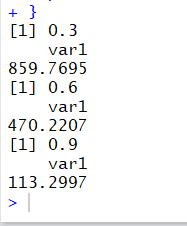 + }
[1] 0.3
    var1
859.7695
[1] 0.6
    var1
470.2207
[1] 0.9
    var1
113.2997
>